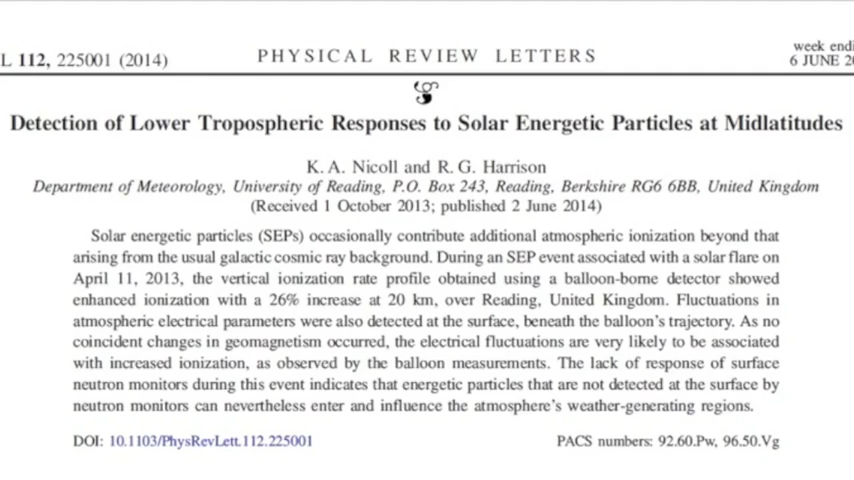 L 112, 225001 (2014)
PHYSICAL REVIEW LETTERS
week endi
6 JUNE 20
Detection of Lower Tropospheric Responses to Solar Energetic Particles at Midlatitudes
K. A. Nicoll and R. G. Harrison
Department of Meteorology, University of Reading, P.O. Box 243, Reading, Berkshire RG6 6BB, United Kingdom
(Received 1 October 2013; published 2 June 2014)
Solar energetic particles (SEPs) occasionally contribute additional atmospheric ionization beyond that
arising from the usual galactic cosmic ray background. During an SEP event associated with a solar flare on
April 11, 2013, the vertical ionization rate profile obtained using a balloon-borne detector showed
enhanced ionization with a 26% increase at 20 km, over Reading, United Kingdom. Fluctuations in
atmospheric electrical parameters were also detected at the surface, beneath the balloon's trajectory. As no
coincident changes in geomagnetism occurred, the electrical fluctuations are very likely to be associated
with increased ionization, as observed by the balloon measurements. The lack of response of surface
neutron monitors during this event indicates that energetic particles that are not detected at the surface by
neutron monitors can nevertheless enter and influence the atmosphere's weather-generating regions.
DOI: 10.1103/PhysRevLett.112.225001
PACS numbers: 92.60.Pw, 96.50.Vg